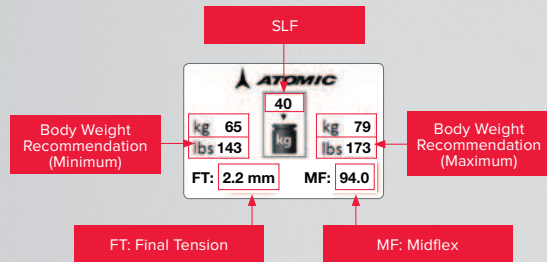 SLF
ATOMIC
40
kg
kg 65
lbs 143
kg 79
lbs 173
Body Weight
Recommendation
(Minimum)
Body Weight
Recommendation
(Maximum)
FT: 2.2 mm MF: 94.0
FT: Final Tension
MF: Midflex